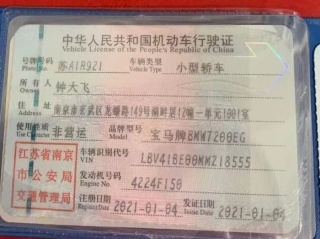 中华人民共和国机动车行驶证
Vehicle License of the People's Republic of China
号牌号码 苏A1R921 车辆类型 小型轿车
Plate No. Vehicle Type
所有人 钟大飞
住址 南京市玄武区龙蟠路149号湖畔居12幢一单元1001室
使用性质 非营运 品牌型号 宝马牌BMW7200EG
Use Character Model
江苏省南京市公安局交通管理局
车辆识别代号 LBV41BE00MMZ18555
VIN
发动机号码 4224F150
Engine No.
注册日期 2021-01-04 发证日期 2021-01-04
Register Date Issue Date